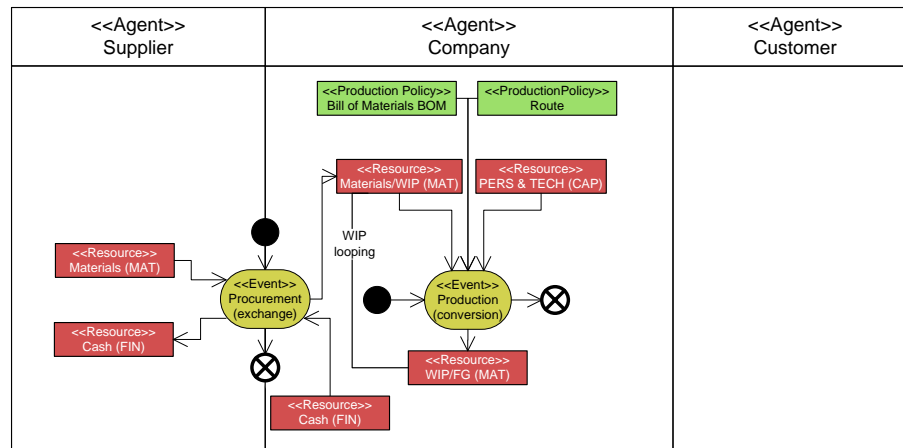 <<Agent>>
Supplier
<<Agent>>
Company
<<Agent>>
Customer
<<Production Policy>>
Bill of Materials BOM
<<ProductionPolicy>>
Route
<<Resource>>
Materials/WIP (MAT)
<<Resource>>
PERS & TECH (CAP)
WIP
looping
<<Resource>>
Materials (MAT)
<<Event>>
Procurement
(exchange)
<<Event>>
Production
(conversion)
<<Resource>>
Cash (FIN)
<<Resource>>
WIP/FG (MAT)
<<Resource>>
Cash (FIN)